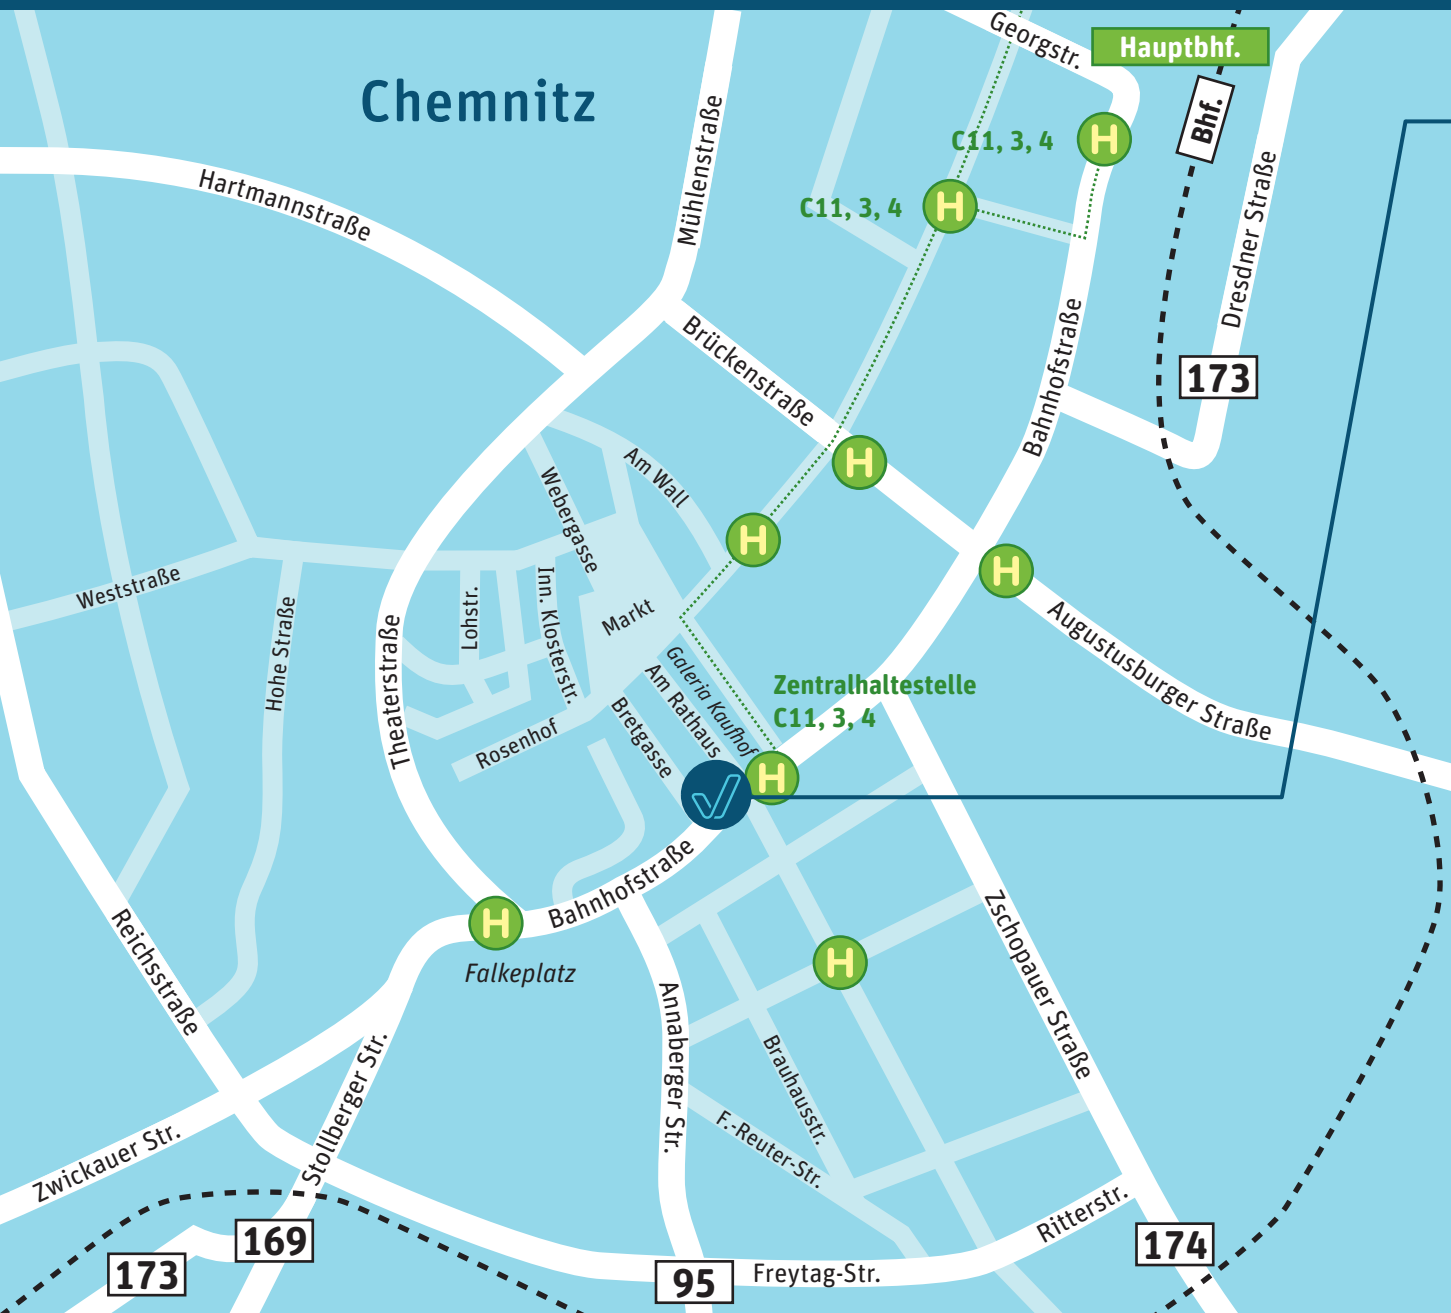 Georgstr.
Hauptbhf.
Chemnitz
Bhf.
Mühlenstraße
C11, 3, 4
H
Hartmannstraße
C11, 3, 4
H
Dresdner Straße
Brückenstraße
Bahnhofstraße
173
H
Am Wall
Webergasse
H
H
Weststraße
Hohe Straße
Lohstr.
Inn. Klosterstr.
Markt
Augustusburger Straße
Theaterstraße
Galeria Kaufhof
Am Rathaus
Bretgasse
Zentralhaltestelle
C11, 3, 4
Rosenhof
H
Bahnhofstraße
H
Falkeplatz
H
Reichsstraße
Zschopauer Straße
Annaberger Str.
Brauhausstr.
Stollberger Str.
F.-Reuter-Str.
Zwickauer Str.
Ritterstr.
169
173
174
95
Freytag-Str.